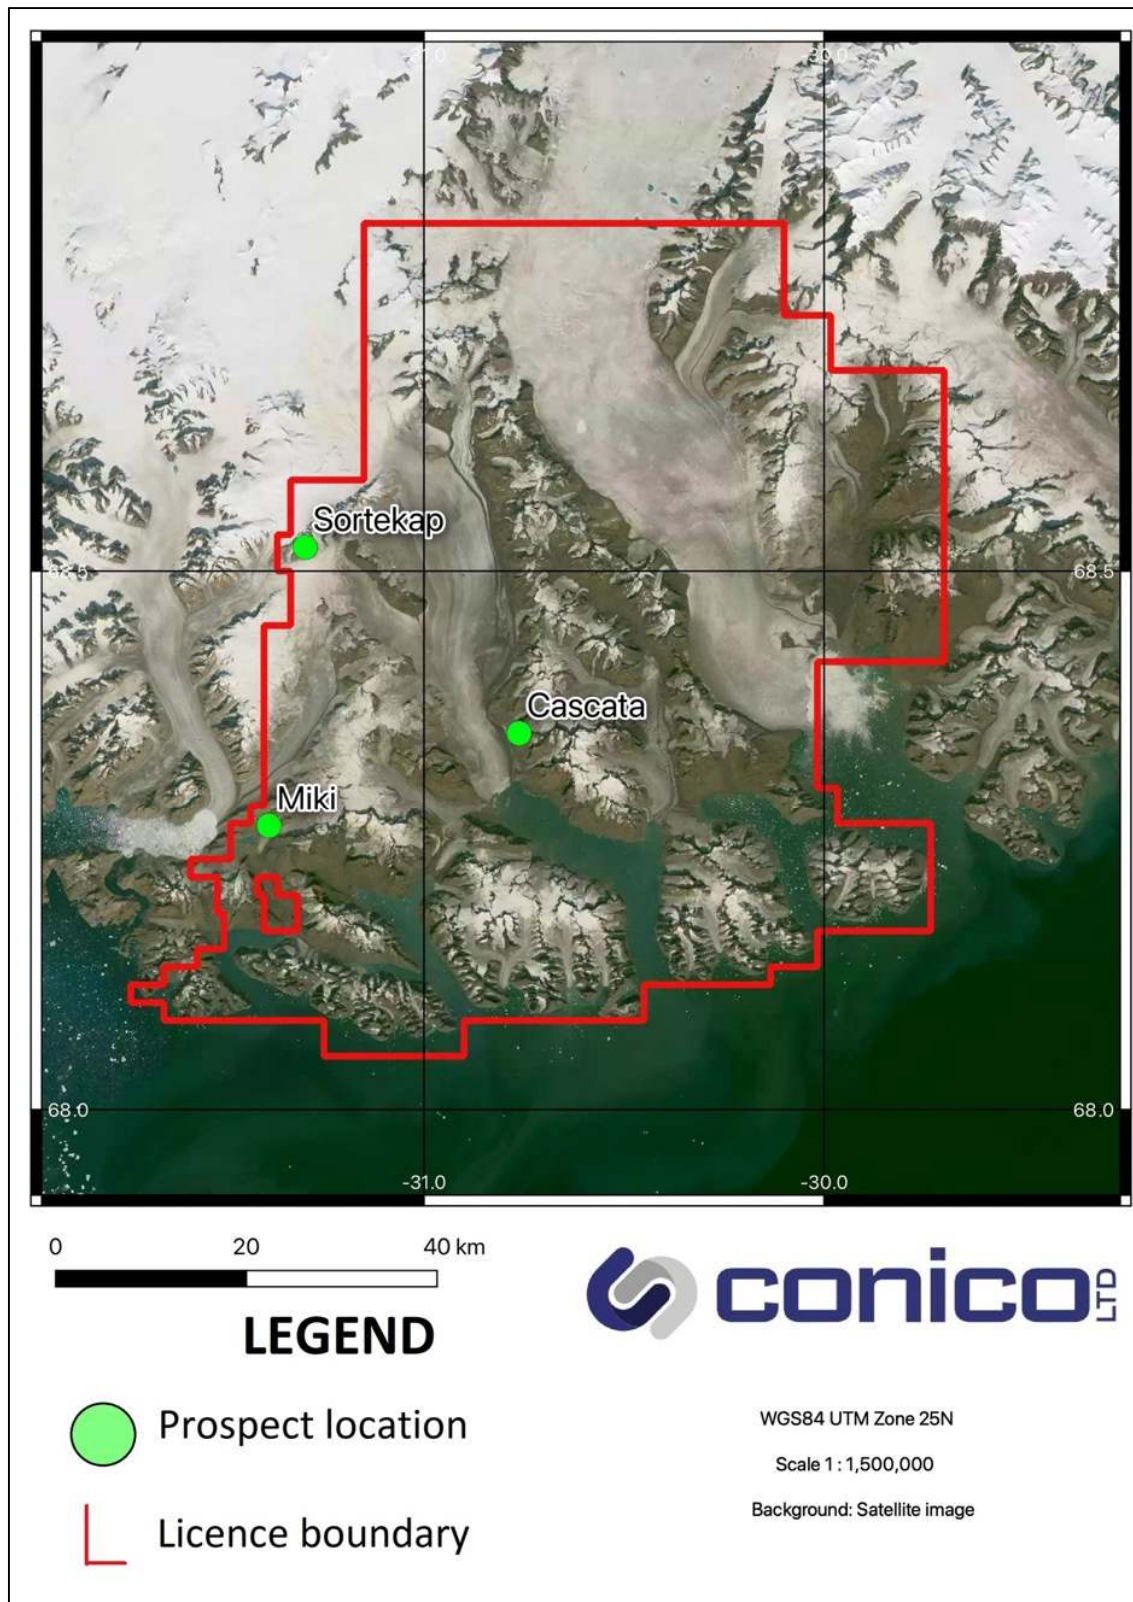 -31.0 -30.0
Sortekap
68.5 68.5
Cascata
Miki
68.0 68.0
-31.0 -30.0
0 20 40 km
conico LTD
LEGEND
Prospect location
Licence boundary
WGS84 UTM Zone 25N
Scale 1 : 1,500,000
Background: Satellite image